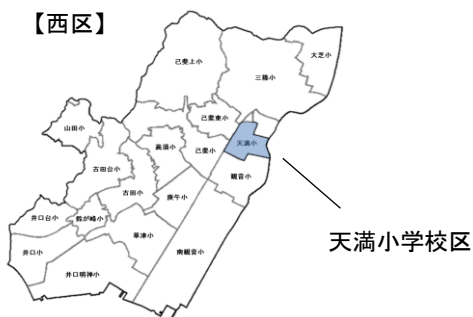 【西区】
大芝小
己斐上小
三篠小
己斐東小
山田小
天満小
高須小
己斐小
古田台小
観音小
古田小
庚午小
井口台小
弥が峰小
草津小
天満小学校区
井口小
南観音小
井口明神小